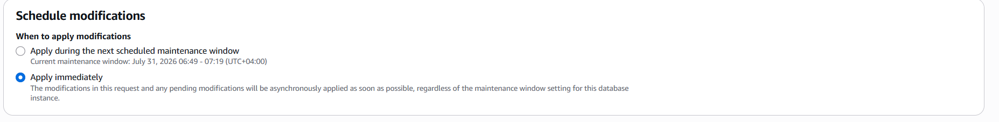 Schedule modifications
When to apply modifications
Apply during the next scheduled maintenance window
Current maintenance window: July 31, 2026 06:49 - 07:19 (UTC+04:00)
Apply immediately
The modifications in this request and any pending modifications will be asynchronously applied as soon as possible, regardless of the maintenance window setting for this database
instance.